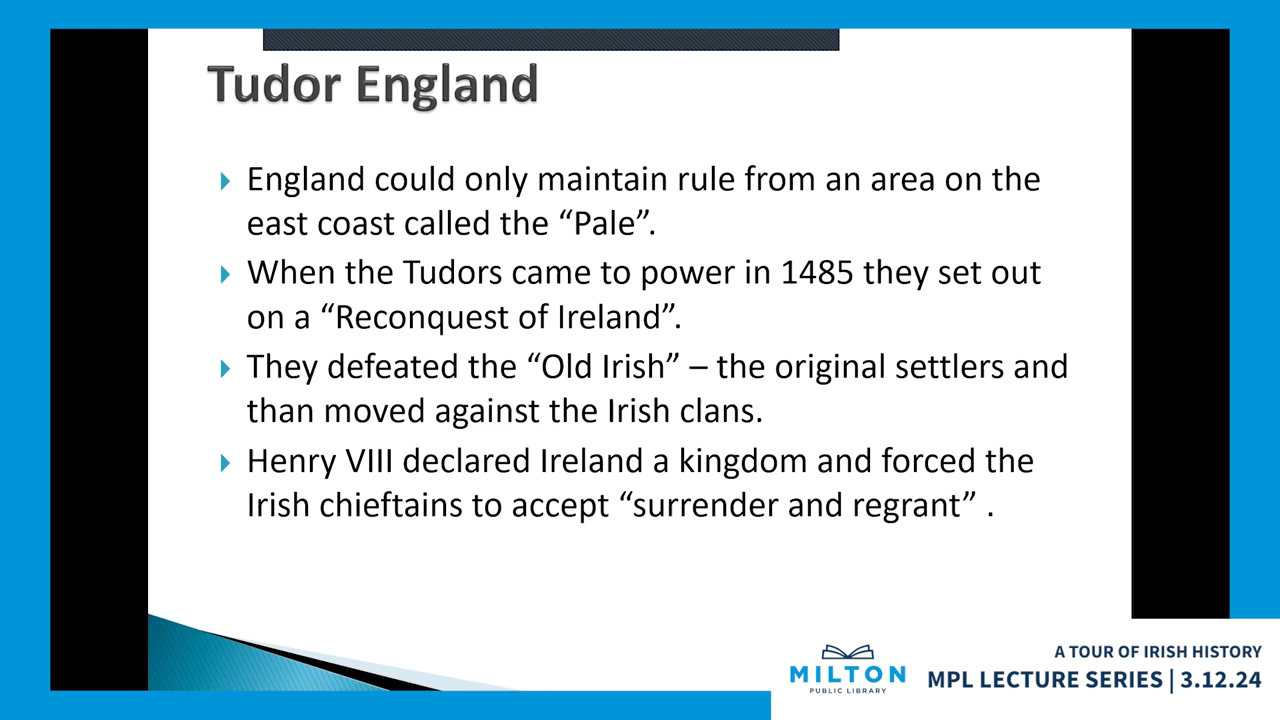 Tudor England
England could only maintain rule from an area on the
east coast called the “Pale”.
When the Tudors came to power in 1485 they set out
on a “Reconquest of Ireland”.
They defeated the “Old Irish” – the original settlers and
than moved against the Irish clans.
Henry VIII declared Ireland a kingdom and forced the
Irish chieftains to accept “surrender and regrant” .
MILTON
PUBLIC LIBRARY
A TOUR OF IRISH HISTORY
MPL LECTURE SERIES | 3.12.24